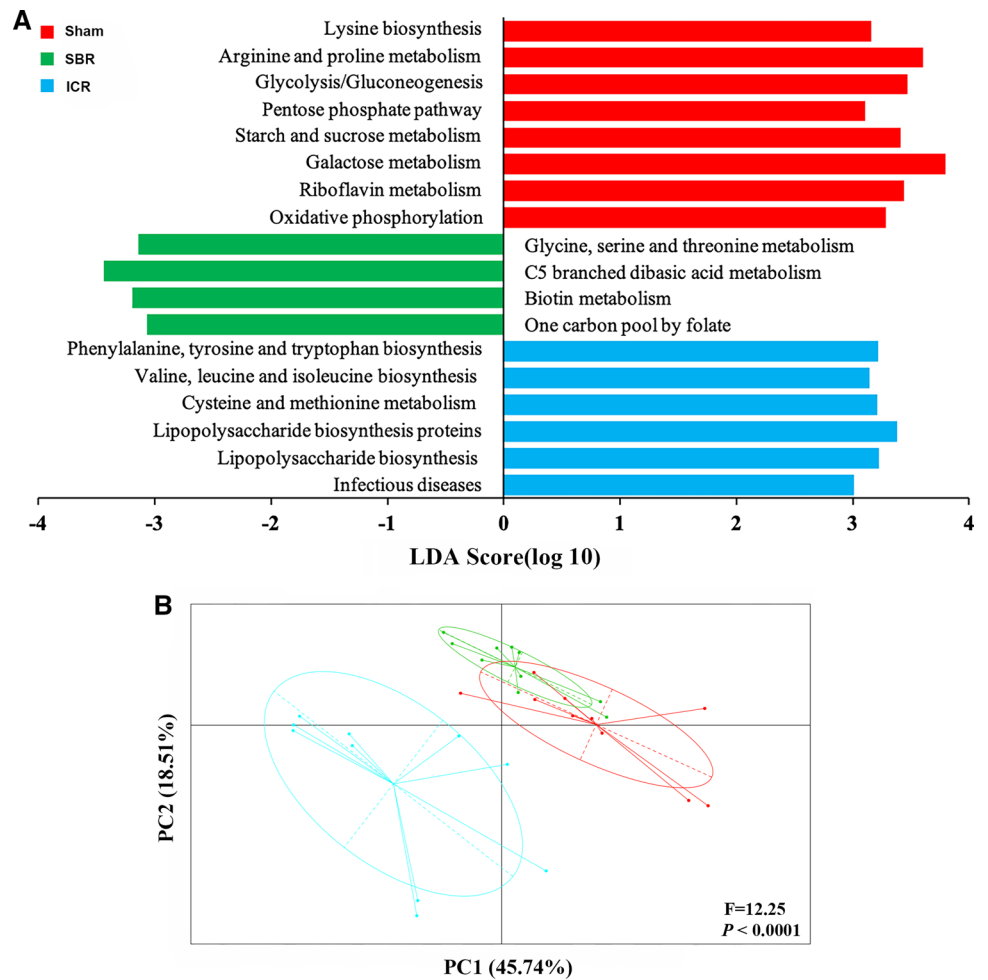 A
Sham
SBR
ICR
Lysine biosynthesis
Arginine and proline metabolism
Glycolysis/Gluconeogenesis
Pentose phosphate pathway
Starch and sucrose metabolism
Galactose metabolism
Riboflavin metabolism
Oxidative phosphorylation
Glycine, serine and threonine metabolism
C5 branched dibasic acid metabolism
Biotin metabolism
One carbon pool by folate
Phenylalanine, tyrosine and tryptophan biosynthesis
Valine, leucine and isoleucine biosynthesis
Cysteine and methionine metabolism
Lipopolysaccharide biosynthesis proteins
Lipopolysaccharide biosynthesis
Infectious diseases
-4 -3 -2 -1 0 1 2 3 4
LDA Score(log 10)
B
PC2 (18.51%)
F=12.25
P < 0.0001
PC1 (45.74%)